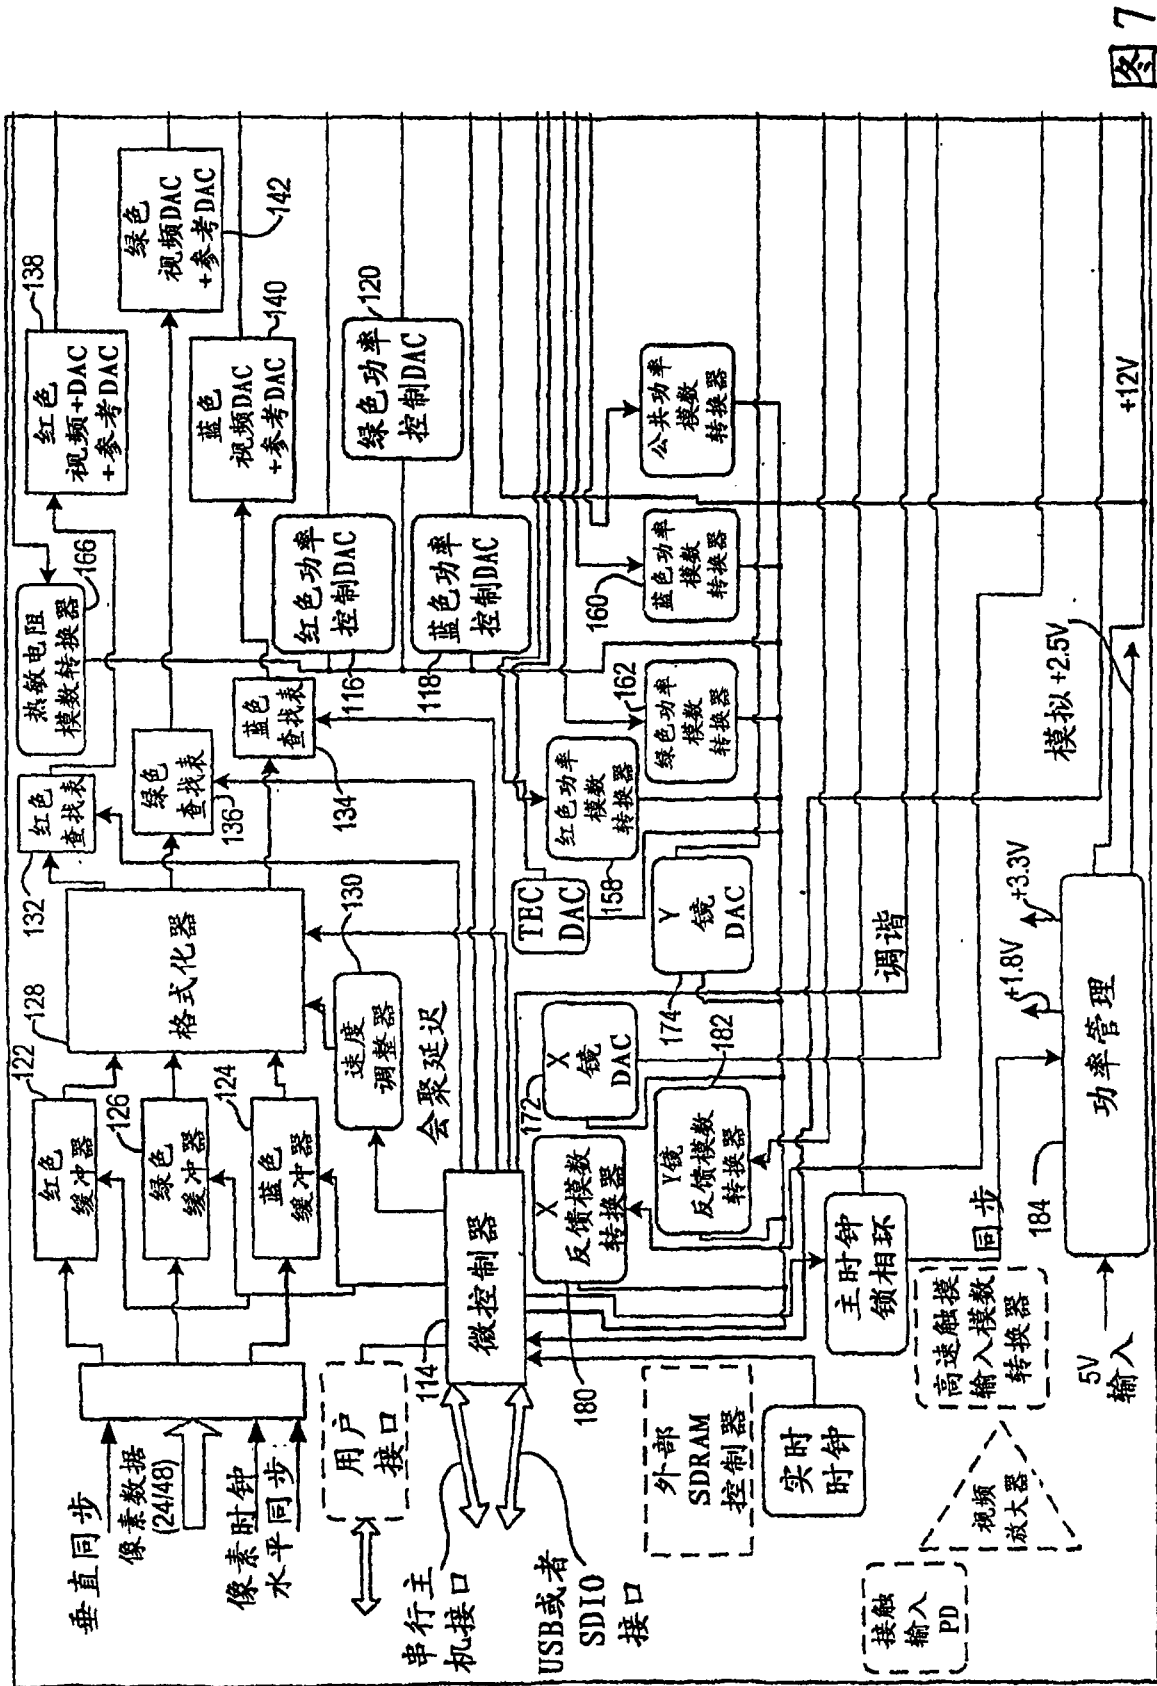 垂直同步
像素数据
(24/48)
像素时钟
水平同步
红色
缓冲器
122
绿色
缓冲器
126
蓝色
缓冲器
124
格式化器
128
速度
调整器
130
会聚延迟
红色
查找表
132
绿色
查找表
136
蓝色
查找表
134
热敏电阻
模数转换器
166
红色
视频+DAC
+参考DAC
138
绿色
视频DAC
+参考DAC
142
蓝色
视频DAC
+参考DAC
140
红色功率
控制DAC
116
绿色功率
控制DAC
120
蓝色功率
控制DAC
118
用户
接口
串行主
机接口
USB或者
SDIO
接口
微控制器
114
TEC
DAC
红色功率
模数
转换器
158
绿色功率
模数
转换器
162
蓝色功率
模数
转换器
160
公共功率
模数
转换器
X
镜
DAC
172
Y
镜
DAC
174
X
反馈模数
转换器
180
Y镜
反馈模数
转换器
182
外部
SDRAM
控制器
实时
时钟
主时钟
锁相环
同步
调谐
接触
输入
PD
视频
放大器
高速触摸
输入模数
转换器
5V
输入
功率管理
184
+1.8V
+3.3V
模拟+2.5V
+12V
图7